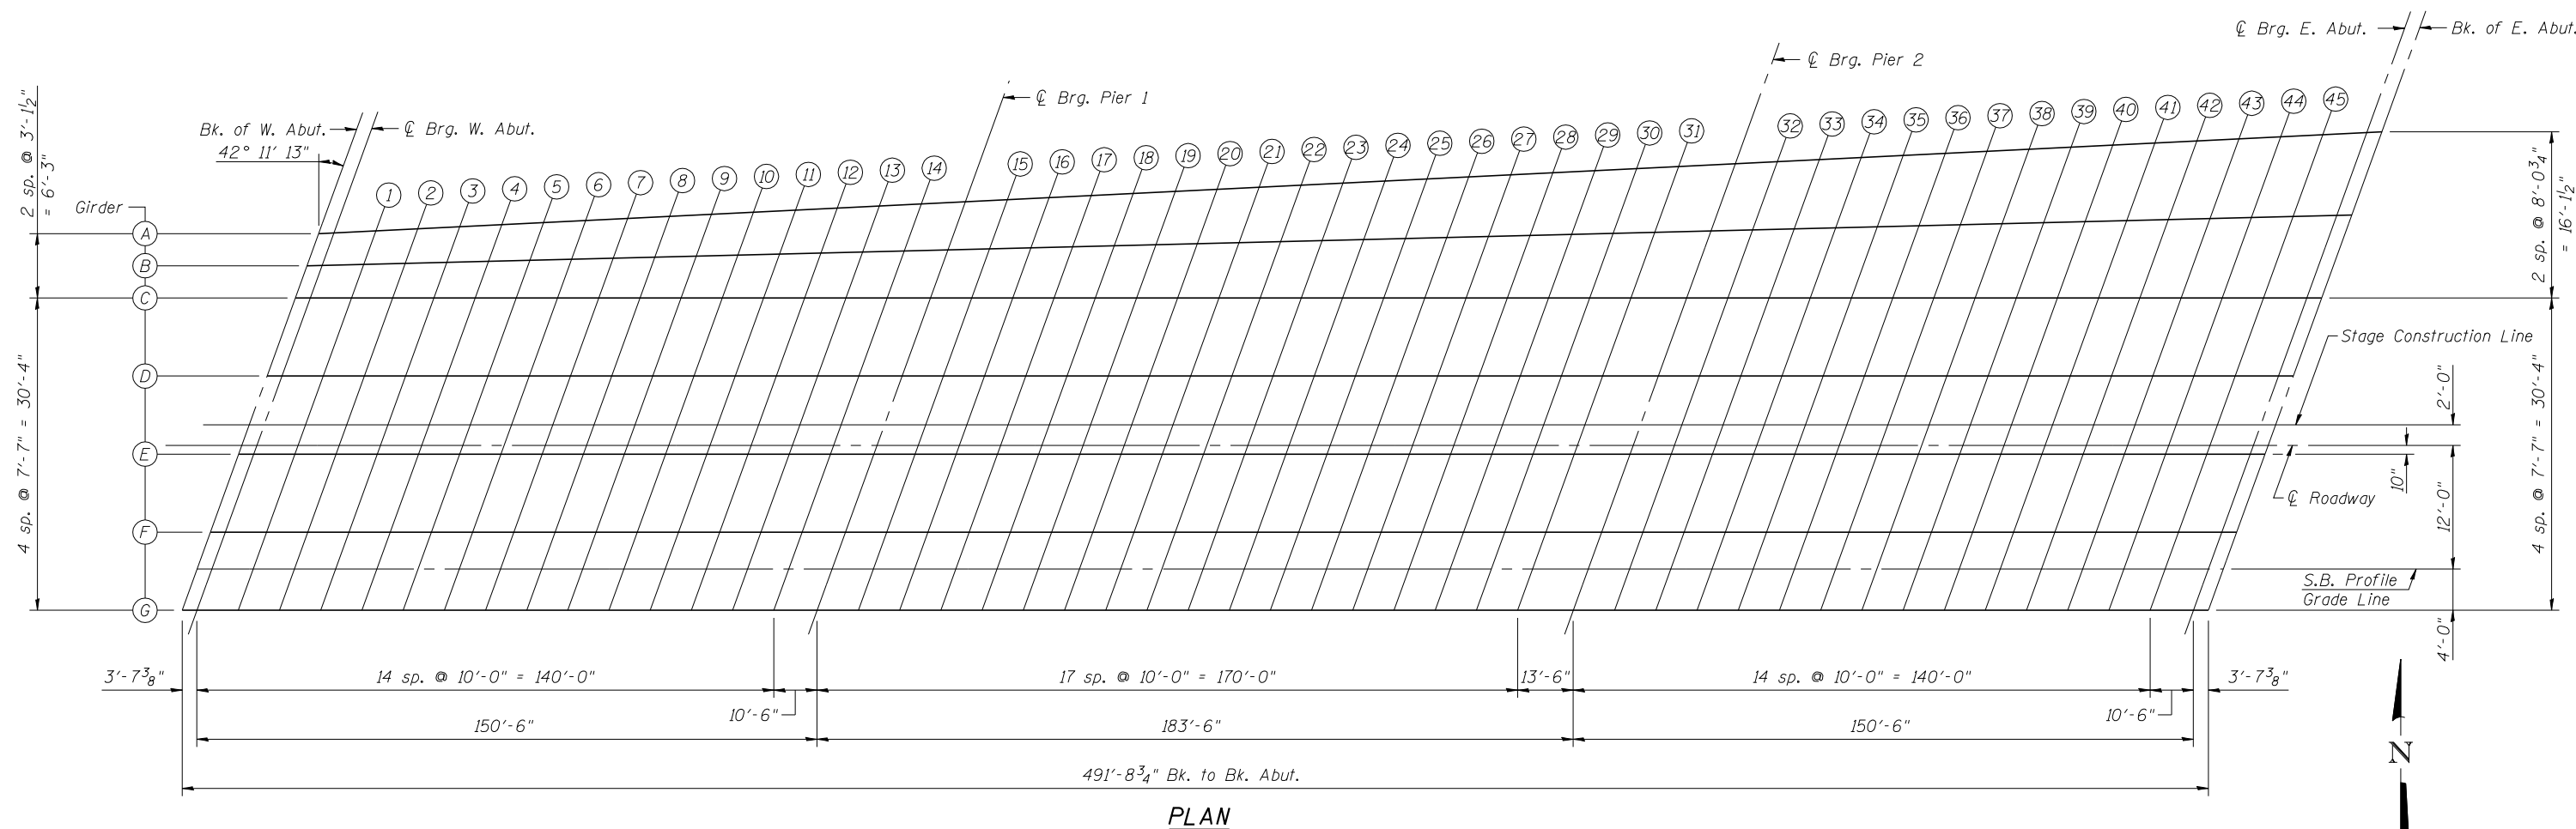 ℄ Brg. E. Abut.
Bk. of E. Abut.
℄ Brg. Pier 2
℄ Brg. Pier 1
Bk. of W. Abut.
℄ Brg. W. Abut.
42° 11' 13"
2 sp. @ 3'-1½"
= 6'-3"
Girder
A
B
C
D
E
F
G
4 sp. @ 7'-7" = 30'-4"
1 2 3 4 5 6 7 8 9 10 11 12 13 14
15 16 17 18 19 20 21 22 23 24 25 26 27 28 29 30 31
32 33 34 35 36 37 38 39 40 41 42 43 44 45
2 sp. @ 8'-0¾"
= 16'-1½"
Stage Construction Line
2'-0"
10"
℄ Roadway
12'-0"
4 sp. @ 7'-7" = 30'-4"
S.B. Profile
Grade Line
4'-0"
3'-7⅜"
14 sp. @ 10'-0" = 140'-0"
17 sp. @ 10'-0" = 170'-0"
13'-6"
14 sp. @ 10'-0" = 140'-0"
3'-7⅜"
10'-6"
10'-6"
150'-6"
183'-6"
150'-6"
491'-8¾" Bk. to Bk. Abut.
N
PLAN